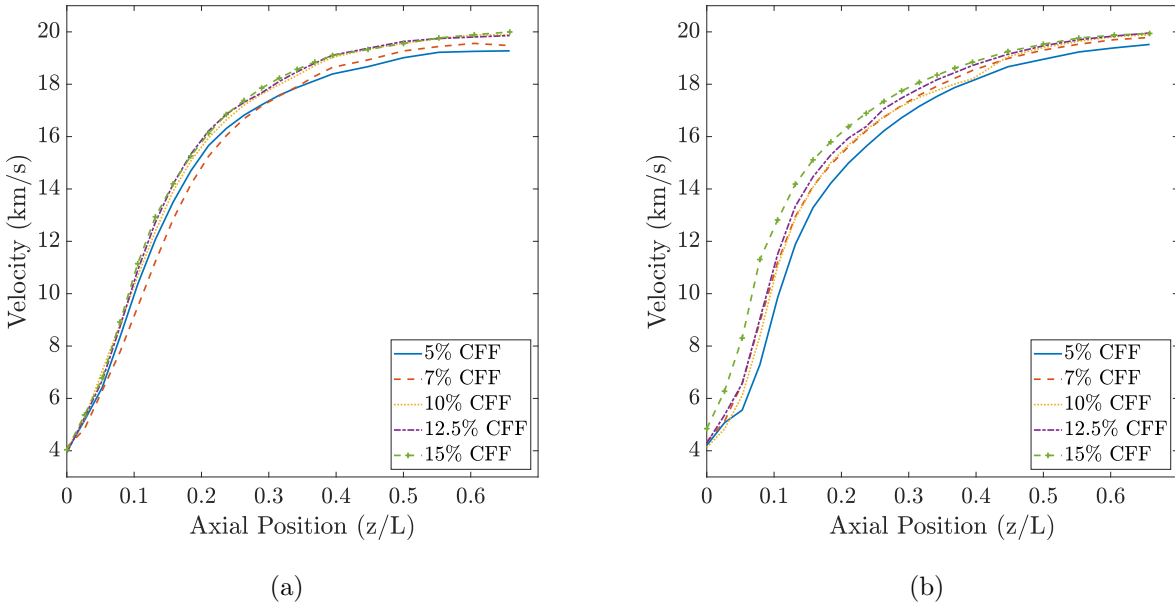 20
18
16
14
12
10
8
6
4
Velocity (km/s)
5% CFF
7% CFF
10% CFF
12.5% CFF
15% CFF
0 0.1 0.2 0.3 0.4 0.5 0.6
Axial Position (z/L)
(a)
20
18
16
14
12
10
8
6
4
Velocity (km/s)
5% CFF
7% CFF
10% CFF
12.5% CFF
15% CFF
0 0.1 0.2 0.3 0.4 0.5 0.6
Axial Position (z/L)
(b)